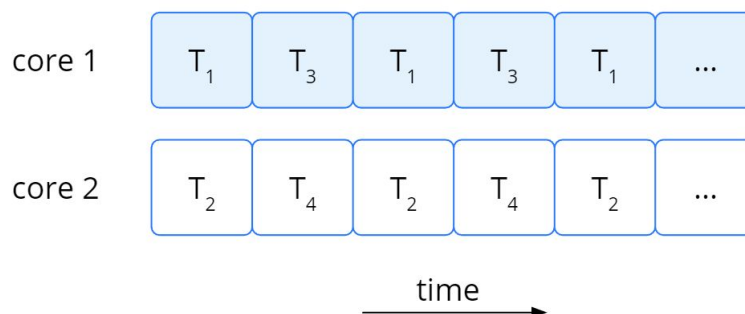 core 1 T₁ T₃ T₁ T₃ T₁ ...
core 2 T₂ T₄ T₂ T₄ T₂ ...
time